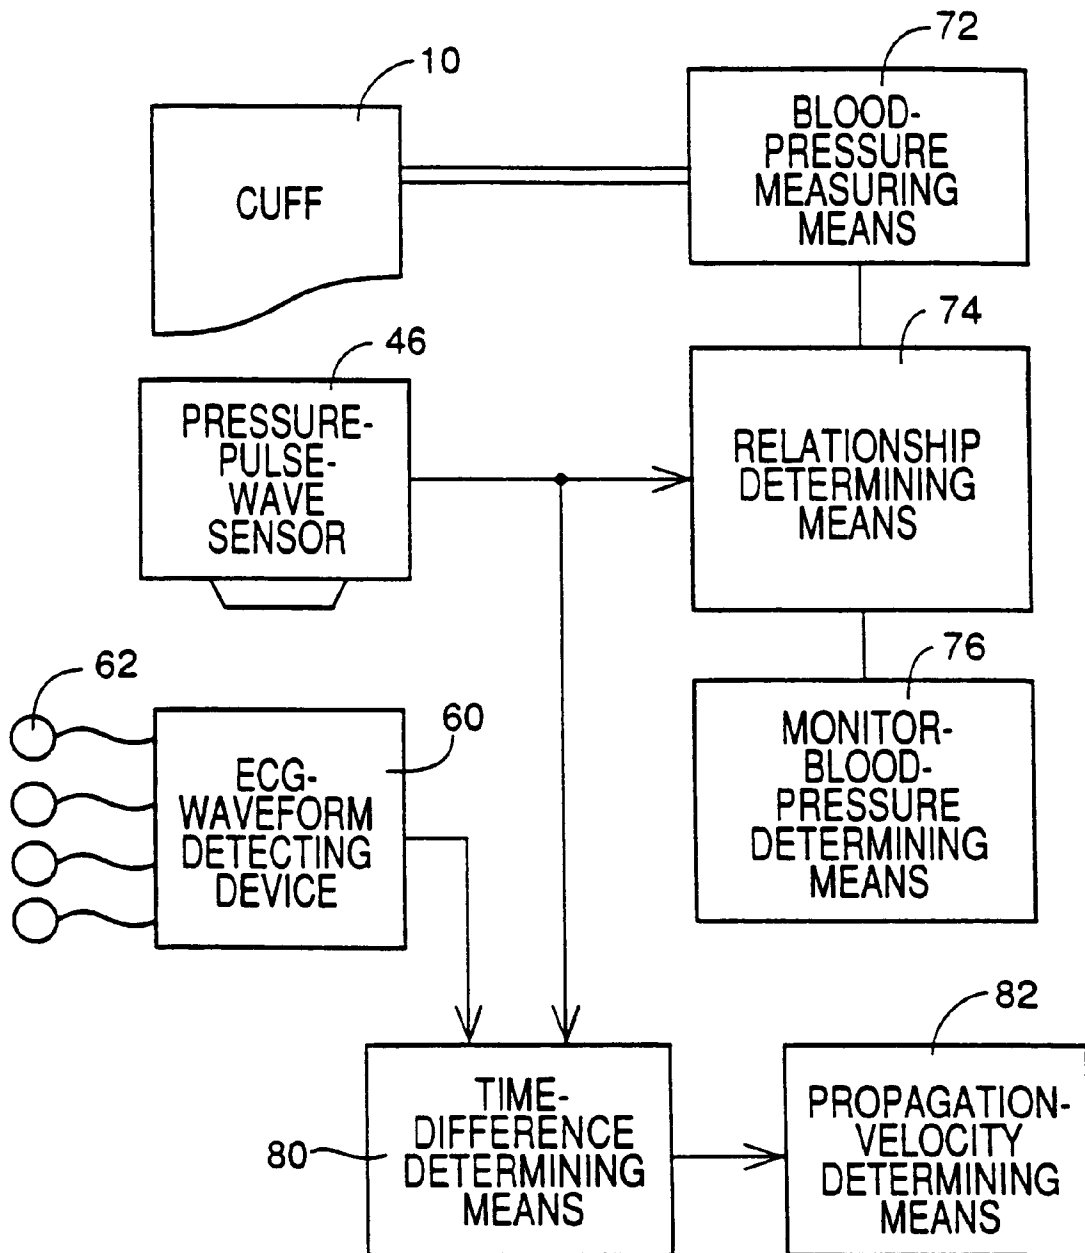 10
CUFF
72
BLOOD-
PRESSURE
MEASURING
MEANS
46
PRESSURE-
PULSE-
WAVE
SENSOR
74
RELATIONSHIP
DETERMINING
MEANS
62
60
ECG-
WAVEFORM
DETECTING
DEVICE
76
MONITOR-
BLOOD-
PRESSURE
DETERMINING
MEANS
80
TIME-
DIFFERENCE
DETERMINING
MEANS
82
PROPAGATION-
VELOCITY
DETERMINING
MEANS